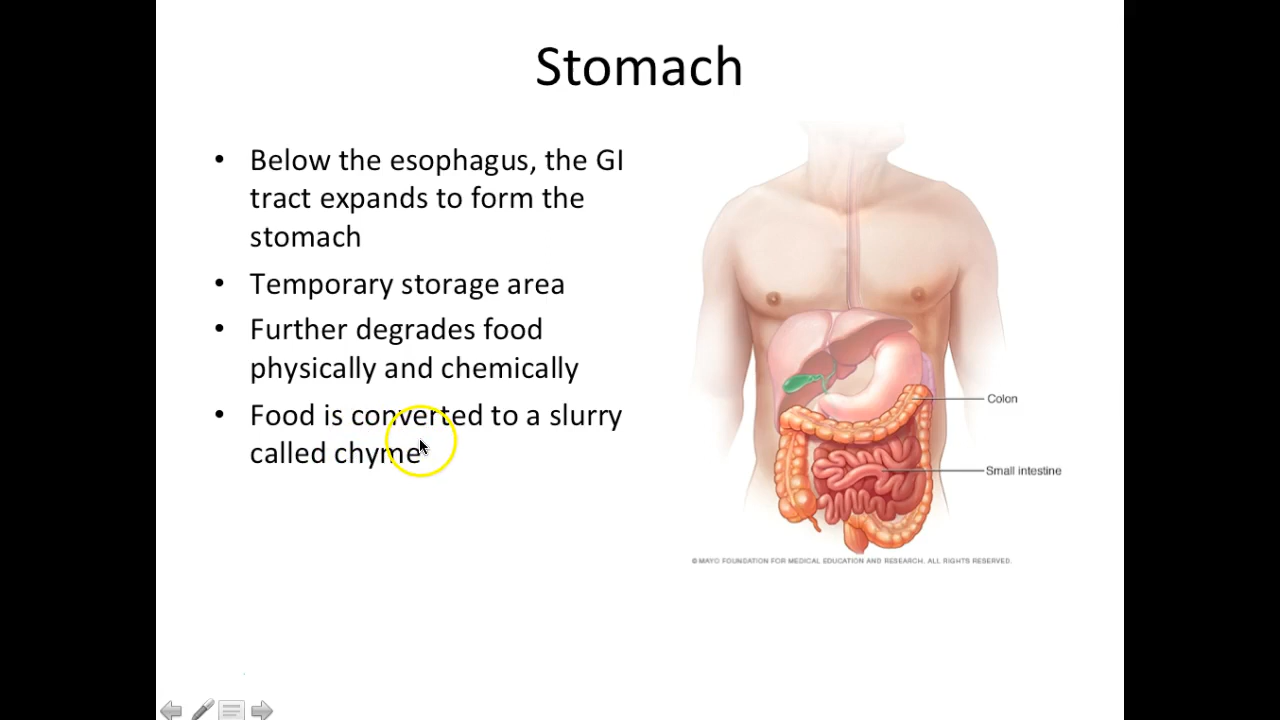 Stomach
• Below the esophagus, the GI
tract expands to form the
stomach
• Temporary storage area
• Further degrades food
physically and chemically
• Food is converted to a slurry
called chyme
Colon
Small intestine
© MAYO FOUNDATION FOR MEDICAL EDUCATION AND RESEARCH. ALL RIGHTS RESERVED.